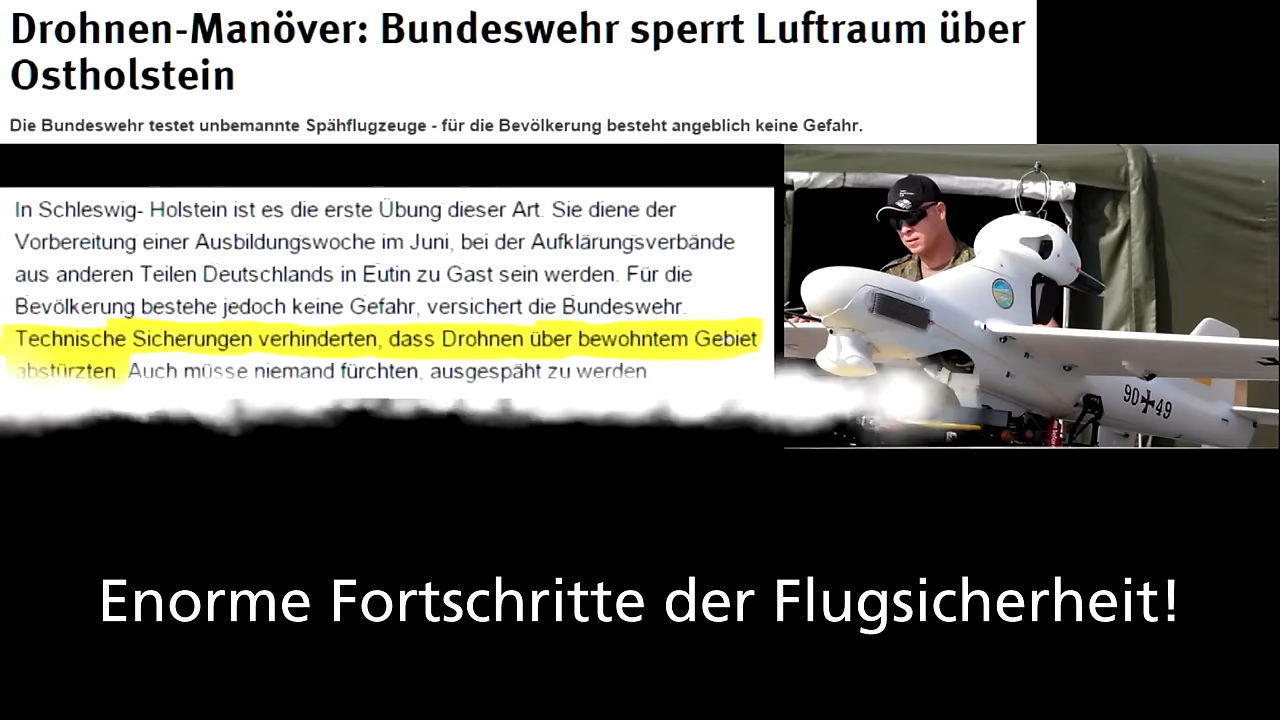 Drohnen-Manöver: Bundeswehr sperrt Luftraum über
Ostholstein
Die Bundeswehr testet unbemannte Spähflugzeuge - für die Bevölkerung besteht angeblich keine Gefahr.
In Schleswig- Holstein ist es die erste Übung dieser Art. Sie diene der
Vorbereitung einer Ausbildungswoche im Juni, bei der Aufklärungsverbände
aus anderen Teilen Deutschlands in Eutin zu Gast sein werden. Für die
Bevölkerung bestehe jedoch keine Gefahr, versichert die Bundeswehr.
Technische Sicherungen verhinderten, dass Drohnen über bewohntem Gebiet
abstürzten. Auch müsse niemand fürchten, ausgespäht zu werden
90 49
Enorme Fortschritte der Flugsicherheit!